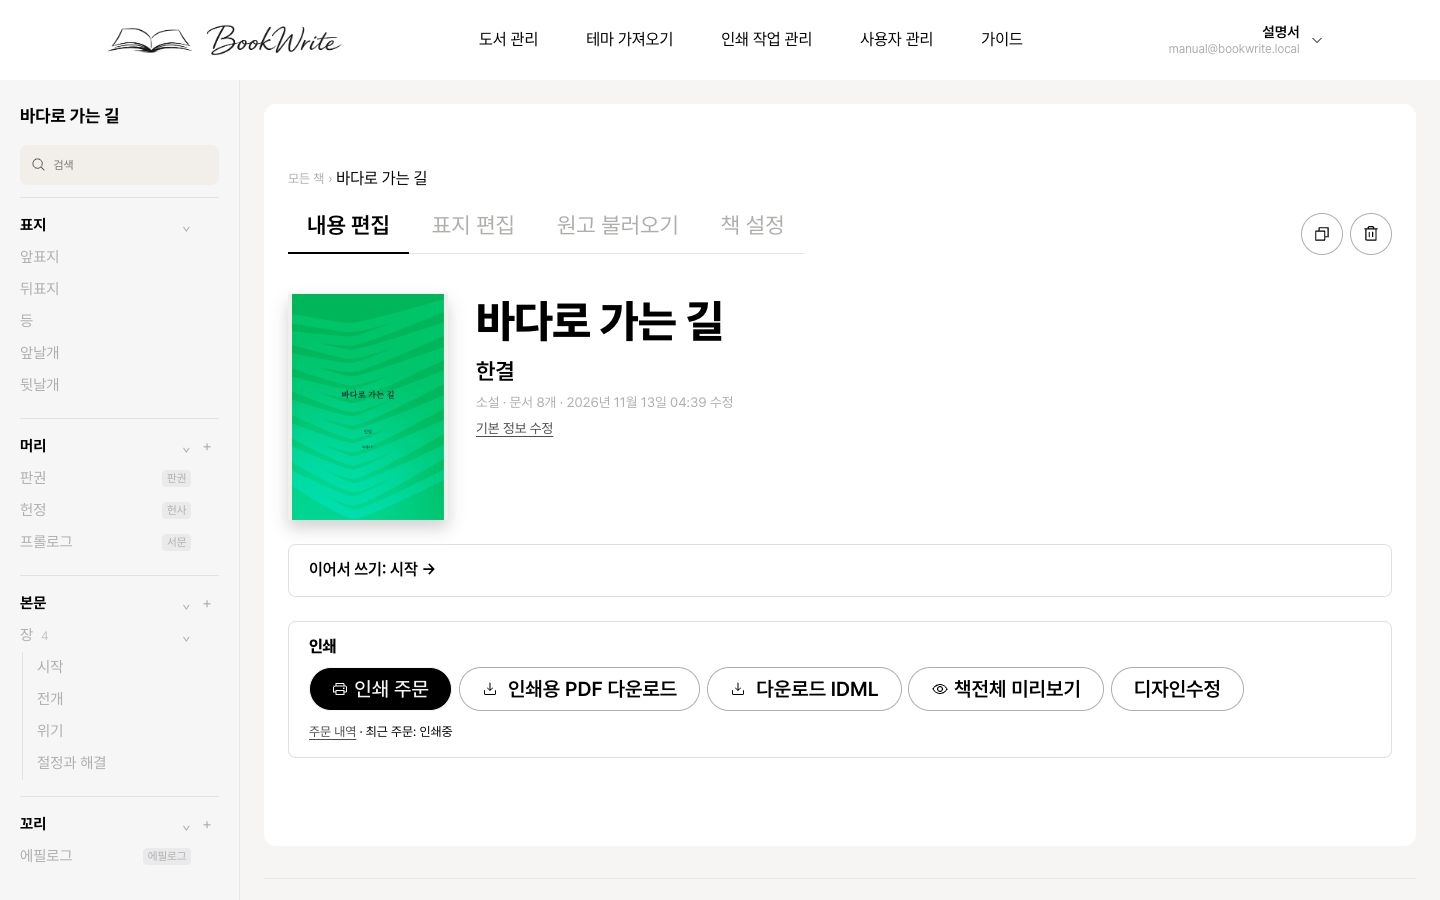 BookWrite
도서 관리
테마 가져오기
인쇄 작업 관리
사용자 관리
가이드
설명서
manual@bookwrite.local
바다로 가는 길
검색
표지
앞표지
뒤표지
등
앞날개
뒷날개
머리
판권 판권
헌정 헌사
프롤로그 서문
본문
장 4
시작
전개
위기
절정과 해결
꼬리
에필로그 에필로그
모든 책 › 바다로 가는 길
내용 편집
표지 편집
원고 불러오기
책 설정
바다로 가는 길
바다로 가는 길
한결
소설 · 문서 8개 · 2026년 11월 13일 04:39 수정
기본 정보 수정
이어서 쓰기: 시작 →
인쇄
인쇄 주문
인쇄용 PDF 다운로드
다운로드 IDML
책전체 미리보기
디자인수정
주문 내역 · 최근 주문: 인쇄중